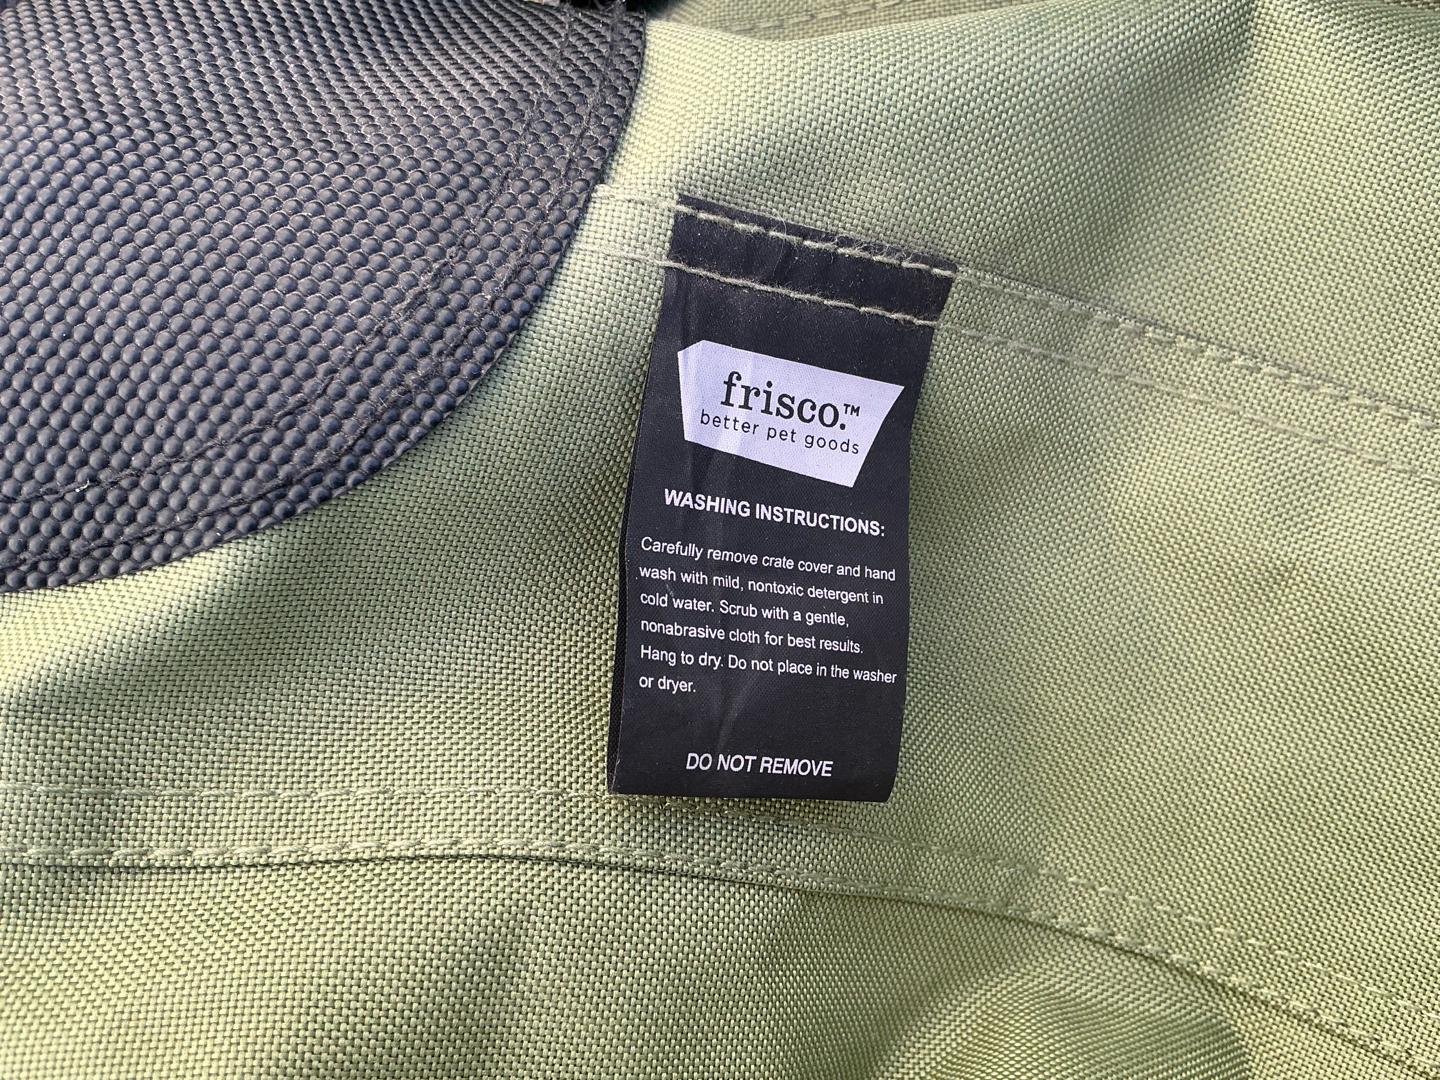 frisco.™
better pet goods
WASHING INSTRUCTIONS:
Carefully remove crate cover and hand
wash with mild, nontoxic detergent in
cold water. Scrub with a gentle,
nonabrasive cloth for best results.
Hang to dry. Do not place in the washer
or dryer.
DO NOT REMOVE